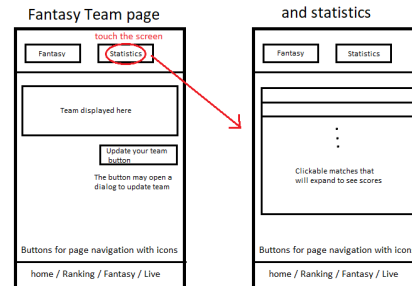 Fantasy Team page
touch the screen
Fantasy
Statistics
Team displayed here
Update your team
button
The button may open a
dialog to update team
Buttons for page navigation with icons
home / Ranking / Fantasy / Live
and statistics
Fantasy
Statistics
Clickable matches that
will expand to see scores
Buttons for page navigation with icons
home / Ranking / Fantasy / Live